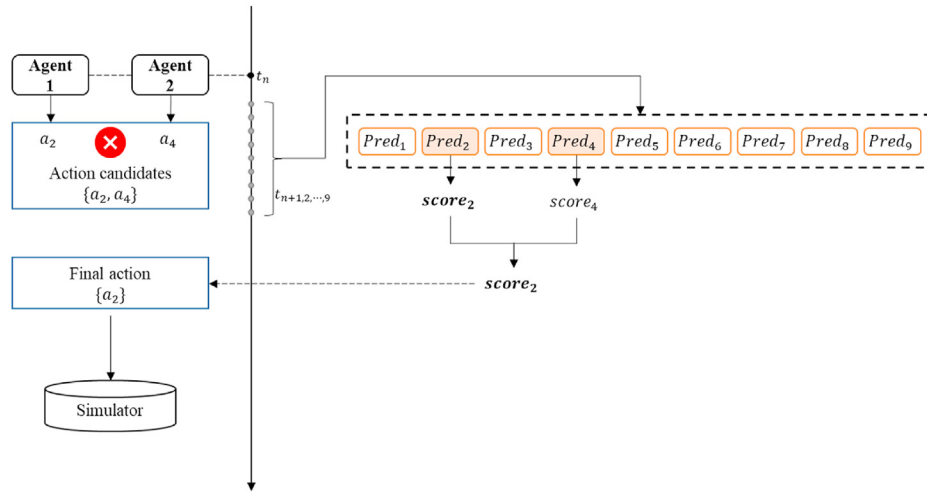 Agent 1
Agent 2
t_n
a_2
a_4
Action candidates
{a_2, a_4}
t_{n+1,2,⋯,9}
Pred_1
Pred_2
Pred_3
Pred_4
Pred_5
Pred_6
Pred_7
Pred_8
Pred_9
score_2
score_4
score_2
Final action
{a_2}
Simulator